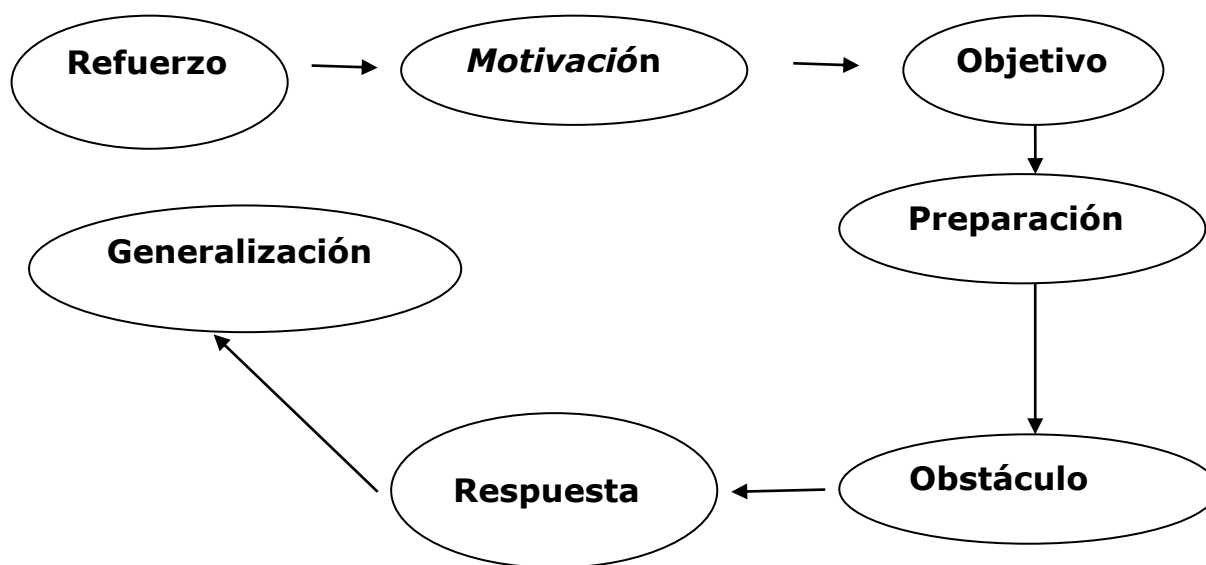 Refuerzo
Motivación
Objetivo
Preparación
Generalización
Obstáculo
Respuesta